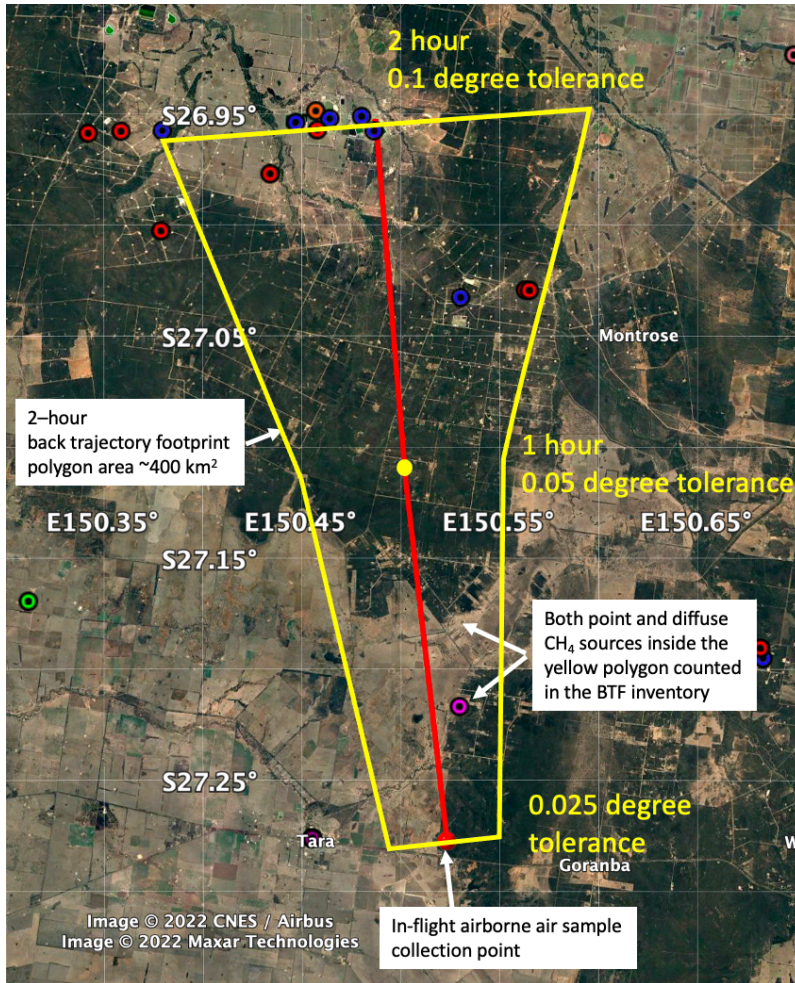 2 hour
0.1 degree tolerance
S26.95°
S27.05°
Montrose
2–hour
back trajectory footprint
polygon area ~400 km²
1 hour
0.05 degree tolerance
E150.35°
E150.45°
E150.55°
E150.65°
S27.15°
Both point and diffuse
CH₄ sources inside the
yellow polygon counted
in the BTF inventory
S27.25°
0.025 degree
tolerance
Tara
Goranba
W
In-flight airborne air sample
collection point
Image © 2022 CNES / Airbus
Image © 2022 Maxar Technologies